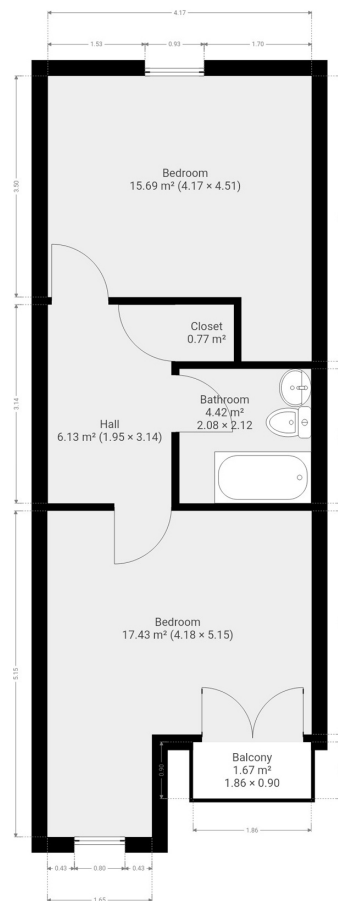 4.17
1.53
0.93
1.70
3.50
Bedroom
15.69 m² (4.17 × 4.51)
Closet
0.77 m²
3.14
Hall
6.13 m² (1.95 × 3.14)
Bathroom
4.42 m²
2.08 × 2.12
5.15
Bedroom
17.43 m² (4.18 × 5.15)
0.90
Balcony
1.67 m²
1.86 × 0.90
1.86
0.43
0.80
0.43
1.65